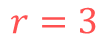 r = 3